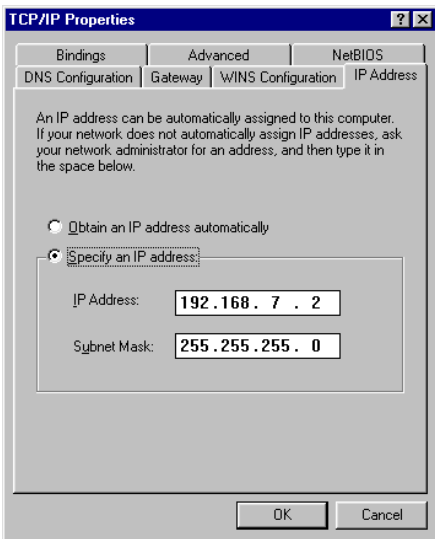 TCP/IP Properties
Bindings Advanced NetBIOS
DNS Configuration Gateway WINS Configuration IP Address
An IP address can be automatically assigned to this computer.
If your network does not automatically assign IP addresses, ask
your network administrator for an address, and then type it in
the space below.
Obtain an IP address automatically
Specify an IP address:
IP Address: 192.168. 7 . 2
Subnet Mask: 255.255.255. 0
OK Cancel